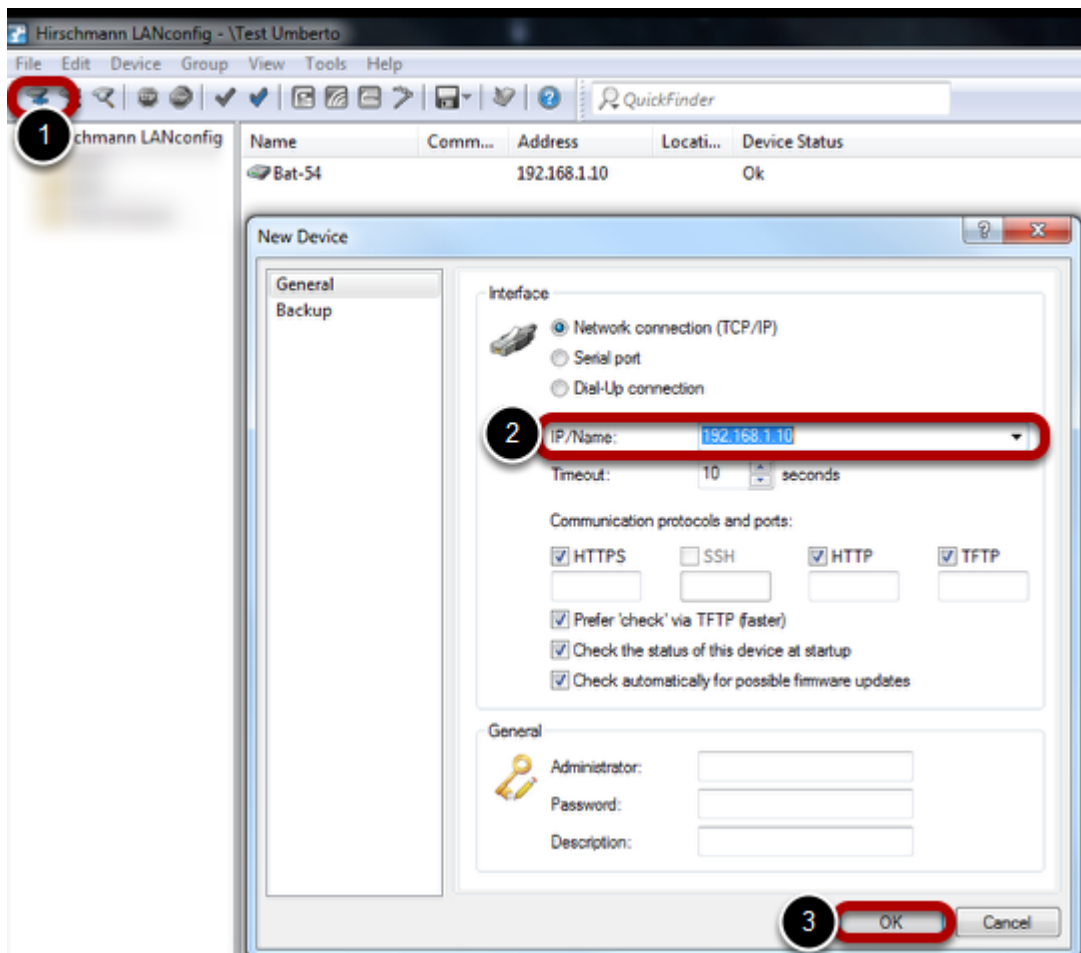 Hirschmann LANconfig - \Test Umberto
File Edit Device Group View Tools Help
QuickFinder
1
chmann LANconfig
Name Comm... Address Locati... Device Status
Bat-54 192.168.1.10 Ok
New Device
General
Backup
Interface
Network connection (TCP/IP)
Serial port
Dial-Up connection
2
IP/Name: 192.168.1.10
Timeout: 10 seconds
Communication protocols and ports:
HTTPS SSH HTTP TFTP
Prefer 'check' via TFTP (faster)
Check the status of this device at startup
Check automatically for possible firmware updates
General
Administrator:
Password:
Description:
3
OK Cancel